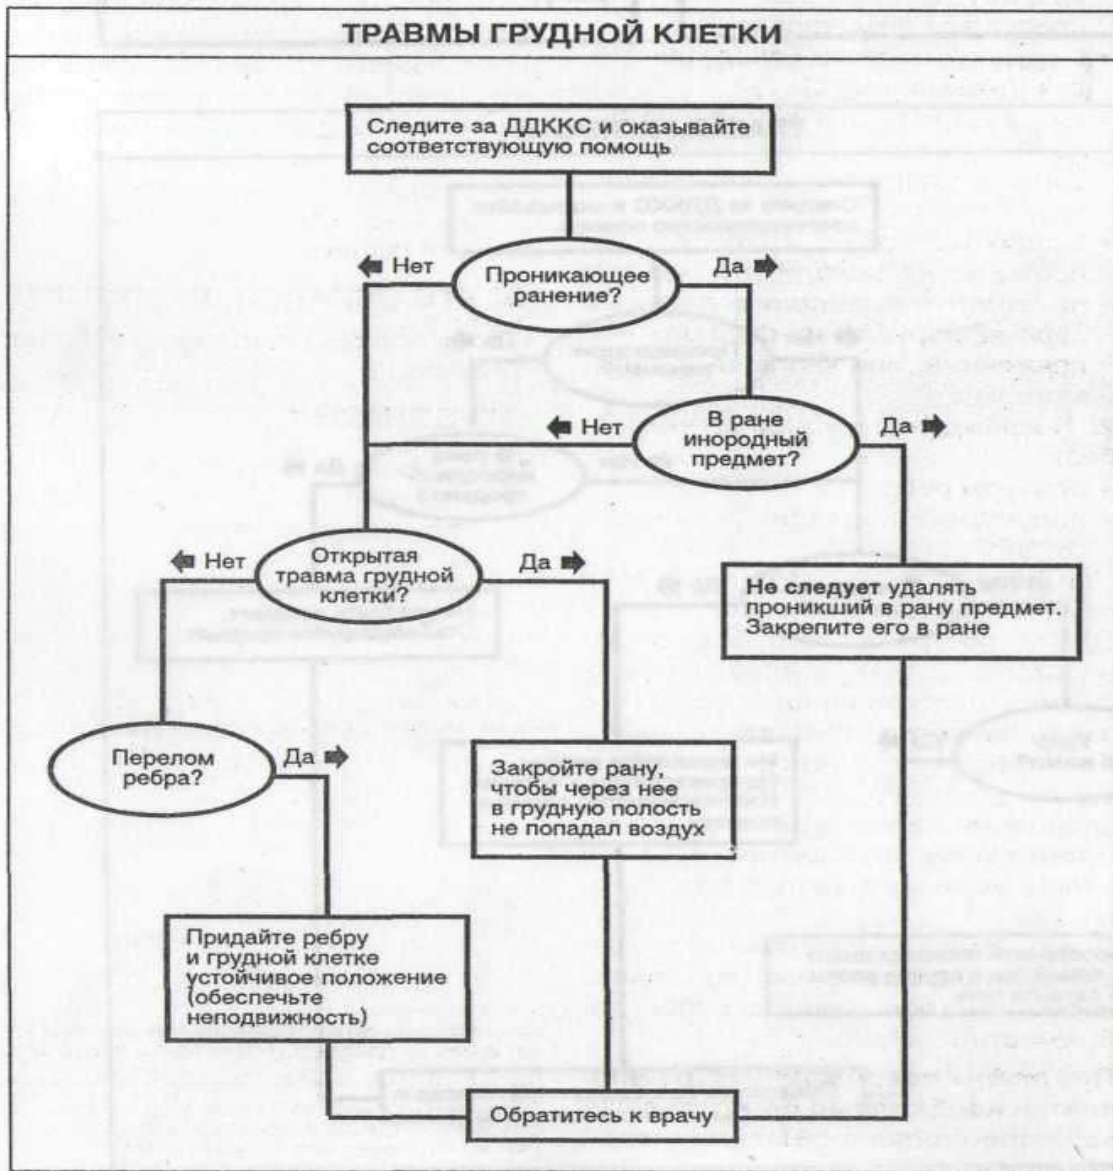 ТРАВМЫ ГРУДНОЙ КЛЕТКИ
Следите за ДДККС и оказывайте
соответствующую помощь
Нет
Проникающее
ранение?
Да
Нет
В ране
инородный
предмет?
Да
Нет
Открытая
травма грудной
клетки?
Да
Не следует удалять
проникший в рану предмет.
Закрепите его в ране
Перелом
ребра?
Да
Закройте рану,
чтобы через нее
в грудную полость
не попадал воздух
Придайте ребру
и грудной клетке
устойчивое положение
(обеспечьте
неподвижность)
Обратитесь к врачу